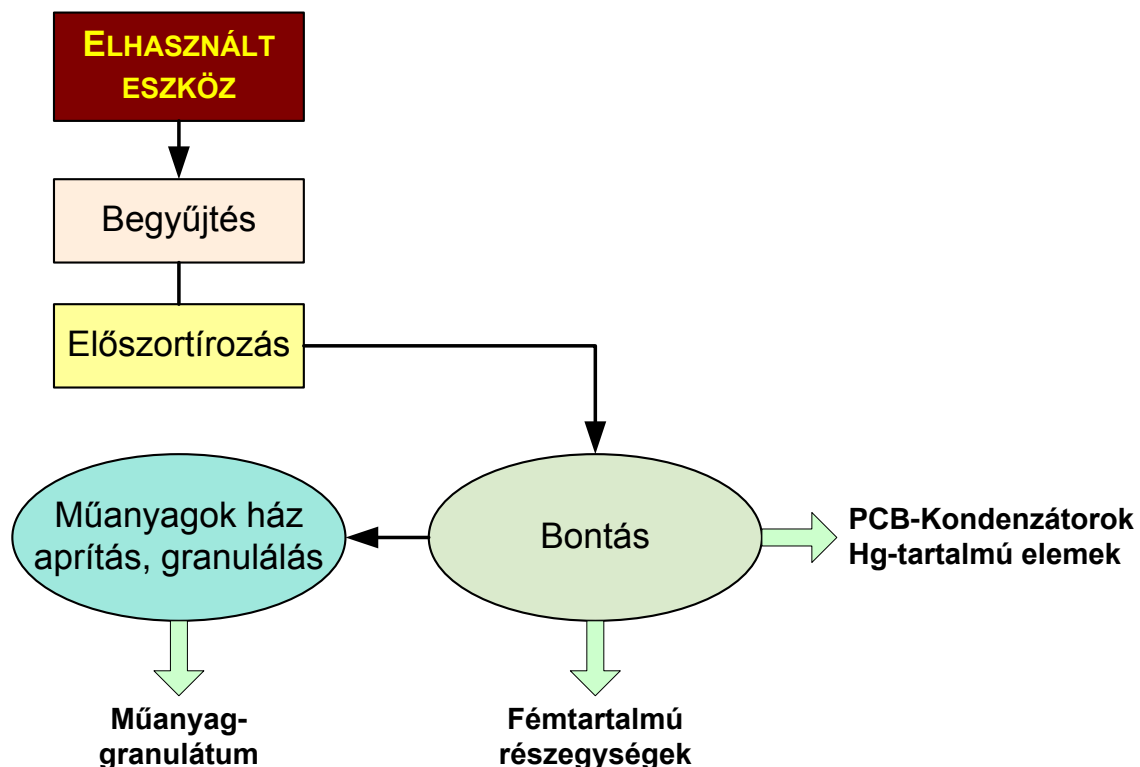 ELHASZNÁLT
ESZKÖZ
Begyűjtés
Előszortírozás
Műanyagok ház
aprítás, granulálás
Bontás
PCB-Kondenzátorok
Hg-tartalmú elemek
Műanyag-
granulátum
Fémtartalmú
részegységek